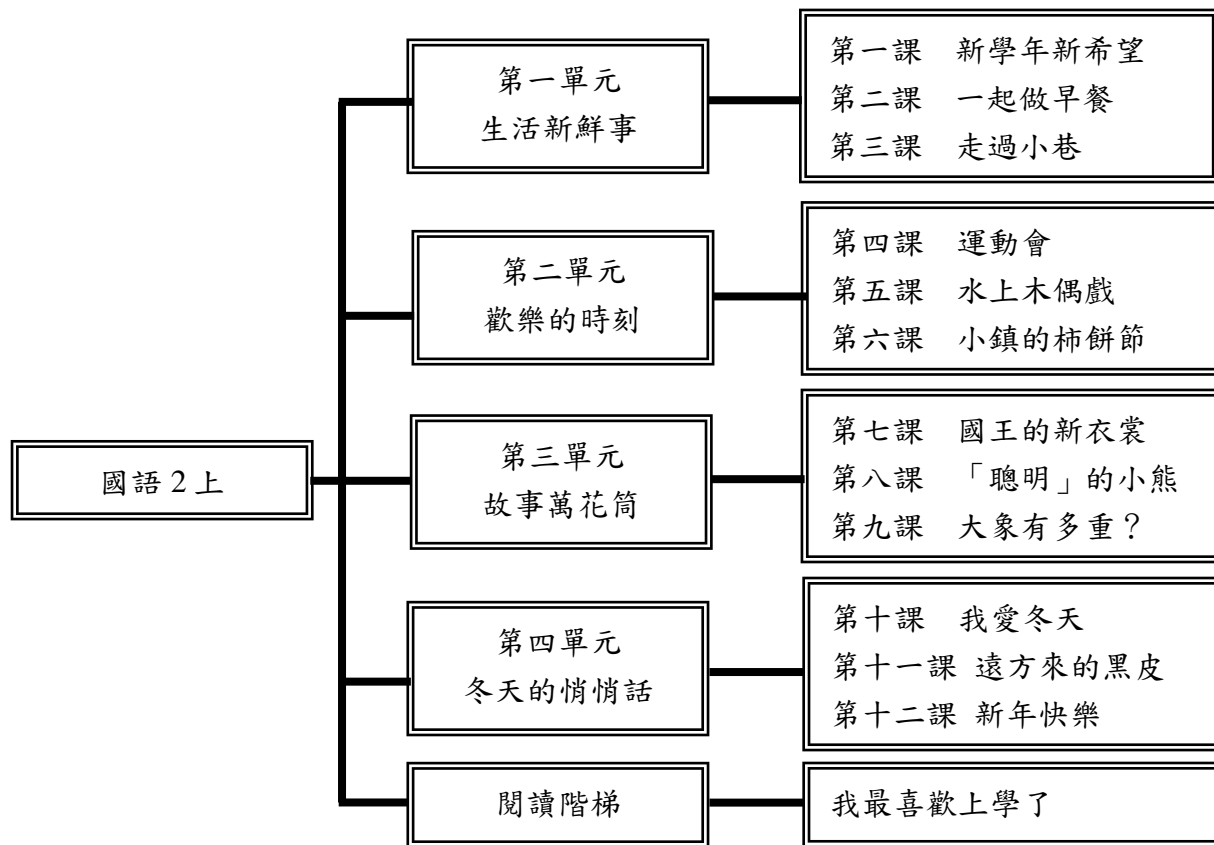 國語2上
第一單元
生活新鮮事
第一課 新學年新希望
第二課 一起做早餐
第三課 走過小巷
第二單元
歡樂的時刻
第四課 運動會
第五課 水上木偶戲
第六課 小鎮的柿餅節
第三單元
故事萬花筒
第七課 國王的新衣裳
第八課 「聰明」的小熊
第九課 大象有多重?
第四單元
冬天的悄悄話
第十課 我愛冬天
第十一課 遠方來的黑皮
第十二課 新年快樂
閱讀階梯
我最喜歡上學了